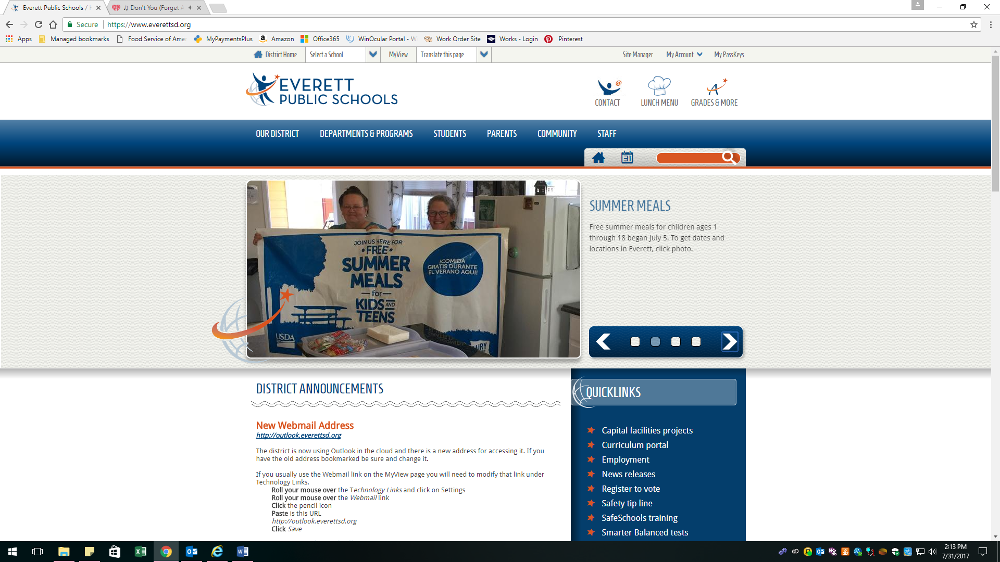 Everett Public Schools /
♫ Don't You (Forget
Secure https://www.everettsd.org
Apps Managed bookmarks Food Service of Amer MyPaymentsPlus Amazon Office365 WinOcular Portal - W Work Order Site Works - Login Pinterest
District Home Select a School MyView Translate this page Site Manager My Account My PassKeys
EVERETT
PUBLIC SCHOOLS
CONTACT LUNCH MENU GRADES & MORE
OUR DISTRICT DEPARTMENTS & PROGRAMS STUDENTS PARENTS COMMUNITY STAFF
31
JOIN US HERE FOR
•FREE•
SUMMER
MEALS
for
KIDS AND
TEENS
¡COMIDA
GRATIS DURANTE
EL VERANO AQUI!
USDA
SUMMER MEALS
Free summer meals for children ages 1
through 18 began July 5. To get dates and
locations in Everett, click photo.
DISTRICT ANNOUNCEMENTS
New Webmail Address
http://outlook.everettsd.org
The district is now using Outlook in the cloud and there is a new address for accessing it. If you
have the old address bookmarked be sure and change it.
If you usually use the Webmail link on the MyView page you will need to modify that link under
Technology Links.
Roll your mouse over the Technology Links and click on Settings
Roll your mouse over the Webmail link
Click the pencil icon
Paste is this URL
http://outlook.everettsd.org
Click Save
QUICKLINKS
Capital facilities projects
Curriculum portal
Employment
News releases
Register to vote
Safety tip line
SafeSchools training
Smarter Balanced tests
2:13 PM
7/31/2017